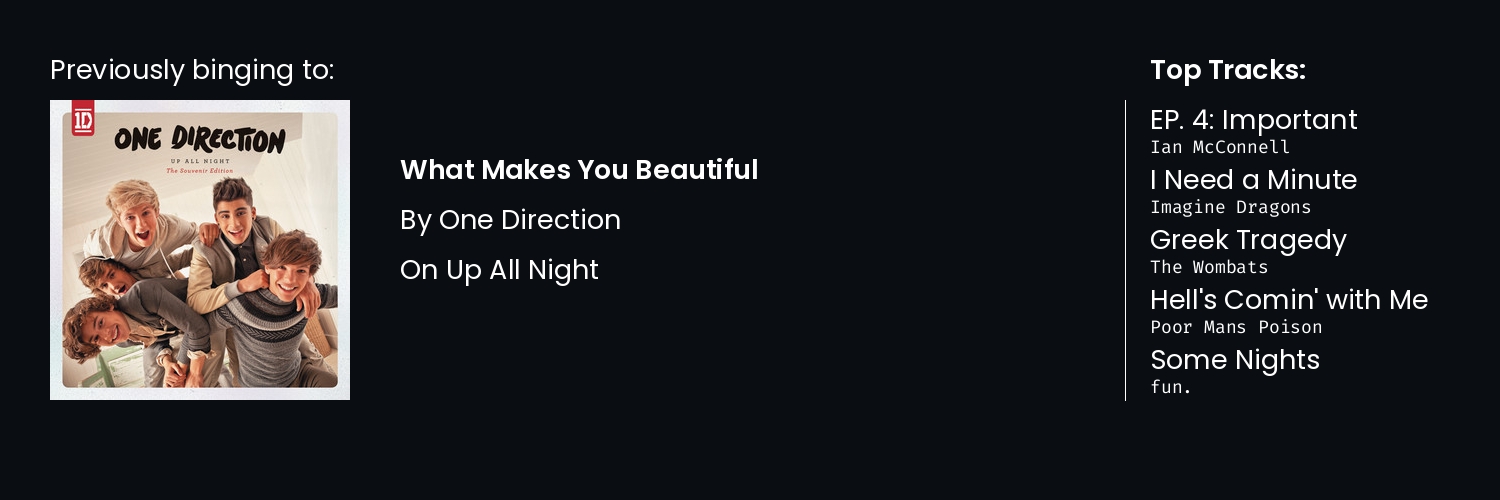 Previously binging to:
1D
ONE DIRECTION
UP ALL NIGHT
The Souvenir Edition
What Makes You Beautiful
By One Direction
On Up All Night
Top Tracks:
EP. 4: Important
Ian McConnell
I Need a Minute
Imagine Dragons
Greek Tragedy
The Wombats
Hell's Comin' with Me
Poor Mans Poison
Some Nights
fun.